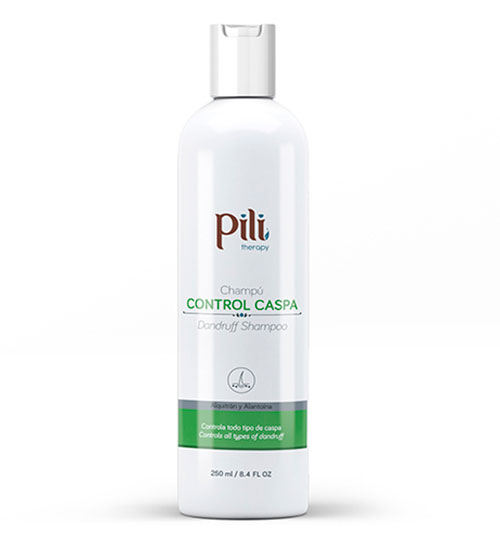 pili
therapy
Champú
CONTROL CASPA
Dandruff Shampoo
Alquitrán y Alantoína
Controla todo tipo de caspa
Controls all types of dandruff
250 ml / 8.4 FL OZ